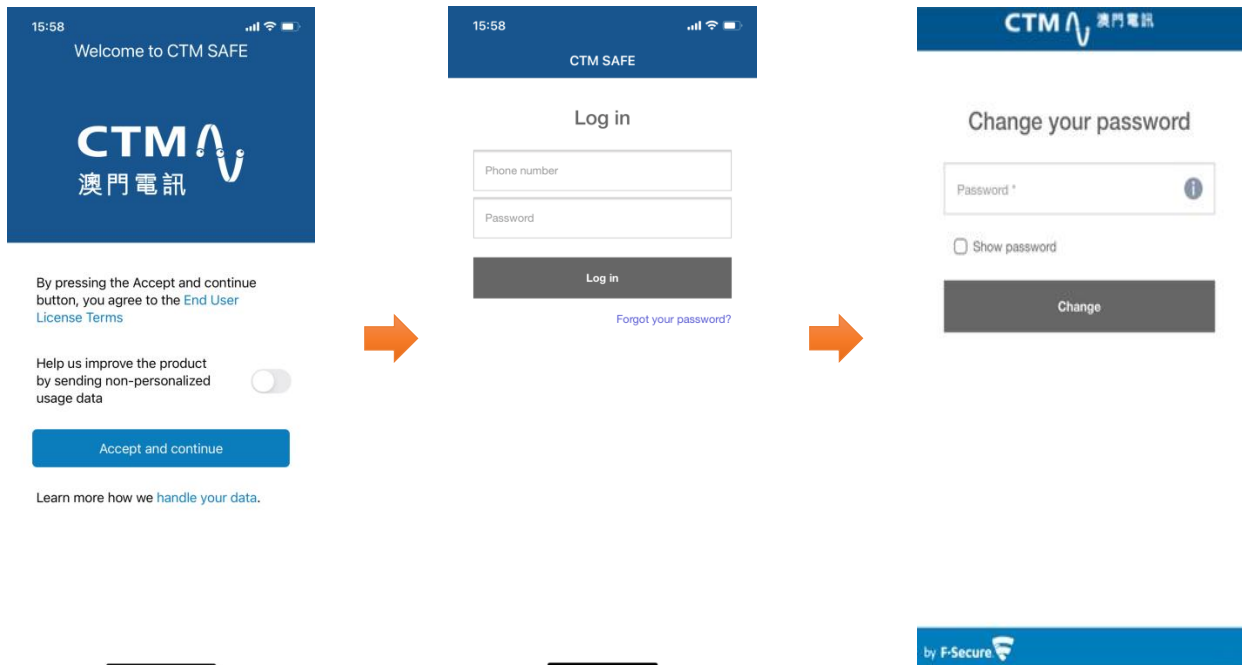 15:58
Welcome to CTM SAFE
CTM
澳門電訊
By pressing the Accept and continue
button, you agree to the End User
License Terms
Help us improve the product
by sending non-personalized
usage data
Accept and continue
Learn more how we handle your data.
15:58
CTM SAFE
Log in
Phone number
Password
Log in
Forgot your password?
CTM 澳門電訊
Change your password
Password *
Show password
Change
by F-Secure